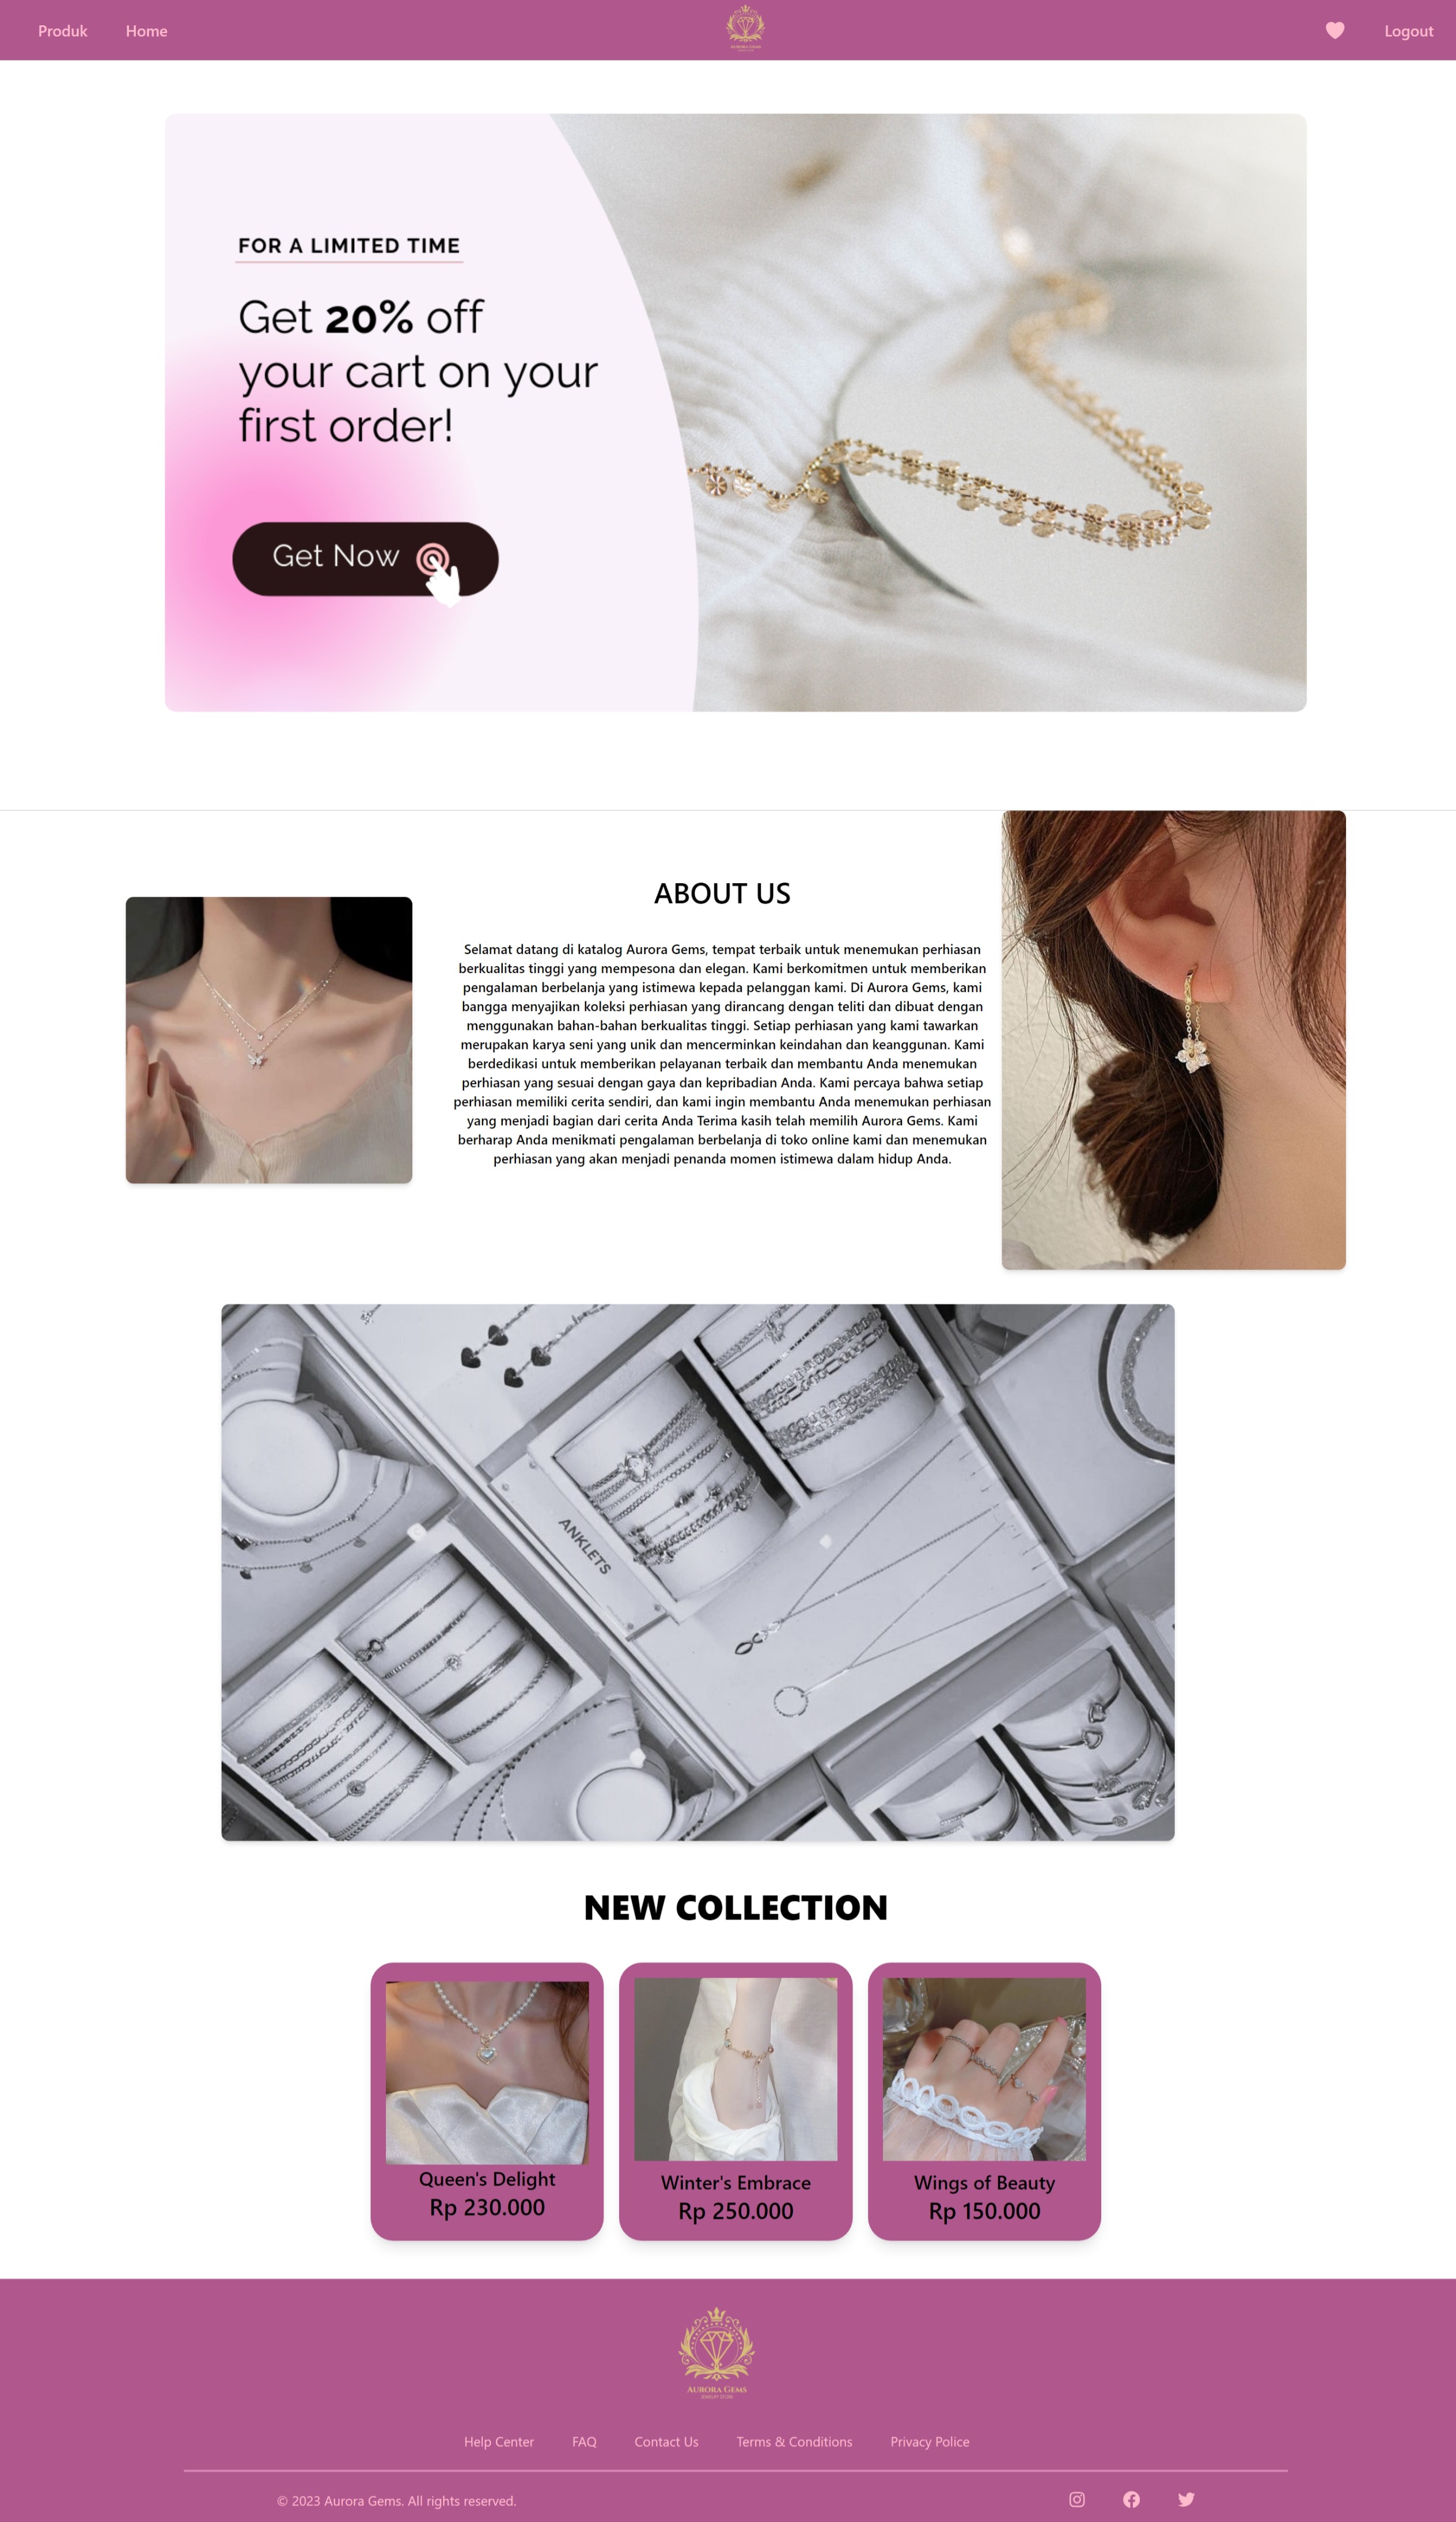 Produk Home
AURORA GEMS
Logout
FOR A LIMITED TIME
Get 20% off
your cart on your
first order!
Get Now
ABOUT US
Selamat datang di katalog Aurora Gems, tempat terbaik untuk menemukan perhiasan
berkualitas tinggi yang mempesona dan elegan. Kami berkomitmen untuk memberikan
pengalaman berbelanja yang istimewa kepada pelanggan kami. Di Aurora Gems, kami
bangga menyajikan koleksi perhiasan yang dirancang dengan teliti dan dibuat dengan
menggunakan bahan-bahan berkualitas tinggi. Setiap perhiasan yang kami tawarkan
merupakan karya seni yang unik dan mencerminkan keindahan dan keanggunan. Kami
berdedikasi untuk memberikan pelayanan terbaik dan membantu Anda menemukan
perhiasan yang sesuai dengan gaya dan kepribadian Anda. Kami percaya bahwa setiap
perhiasan memiliki cerita sendiri, dan kami ingin membantu Anda menemukan perhiasan
yang menjadi bagian dari cerita Anda Terima kasih telah memilih Aurora Gems. Kami
berharap Anda menikmati pengalaman berbelanja di toko online kami dan menemukan
perhiasan yang akan menjadi penanda momen istimewa dalam hidup Anda.
ANKLETS
NEW COLLECTION
Queen's Delight
Rp 230.000
Winter's Embrace
Rp 250.000
Wings of Beauty
Rp 150.000
AURORA GEMS
JEWELRY STORE
Help Center FAQ Contact Us Terms & Conditions Privacy Police
© 2023 Aurora Gems. All rights reserved.